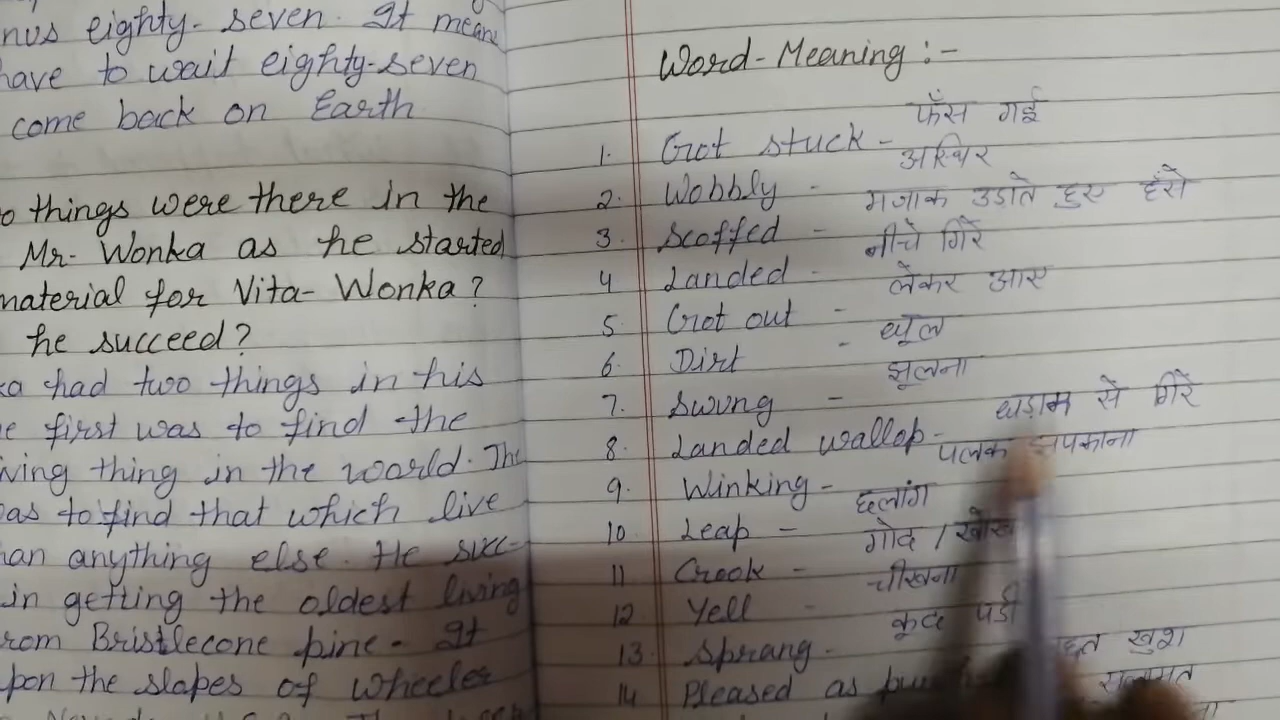 nus eighty-seven. It means
have to wait eighty-seven
come back on Earth
things were there in the
Mr. Wonka as he started
material for Vita-Wonka?
he succeed?
ka had two things in his
first was to find the
living thing in the world. The
as to find that which live
than anything else. He suc-
in getting the oldest living
from Bristlecone pine. It
upon the slopes of wheeler
Word-Meaning :-
1. Got stuck - फँस गई
2. Wobbly - अस्थिर
3. Scoffed - मजाक उडाते हुए हँसे
4 Landed - नीचे गिरे
5. Got out - लेकर आए
6. Dirt - धूल
7. Swung - झूलना
8. Landed wallop - धड़ाम से गिरे
9. Winking - पलक झपकाना
10. Leap - छलांग
11 Crook - गोद /
12 Yell - चीखना
13. Sprang - कूद पडी
14 Pleased as खुश